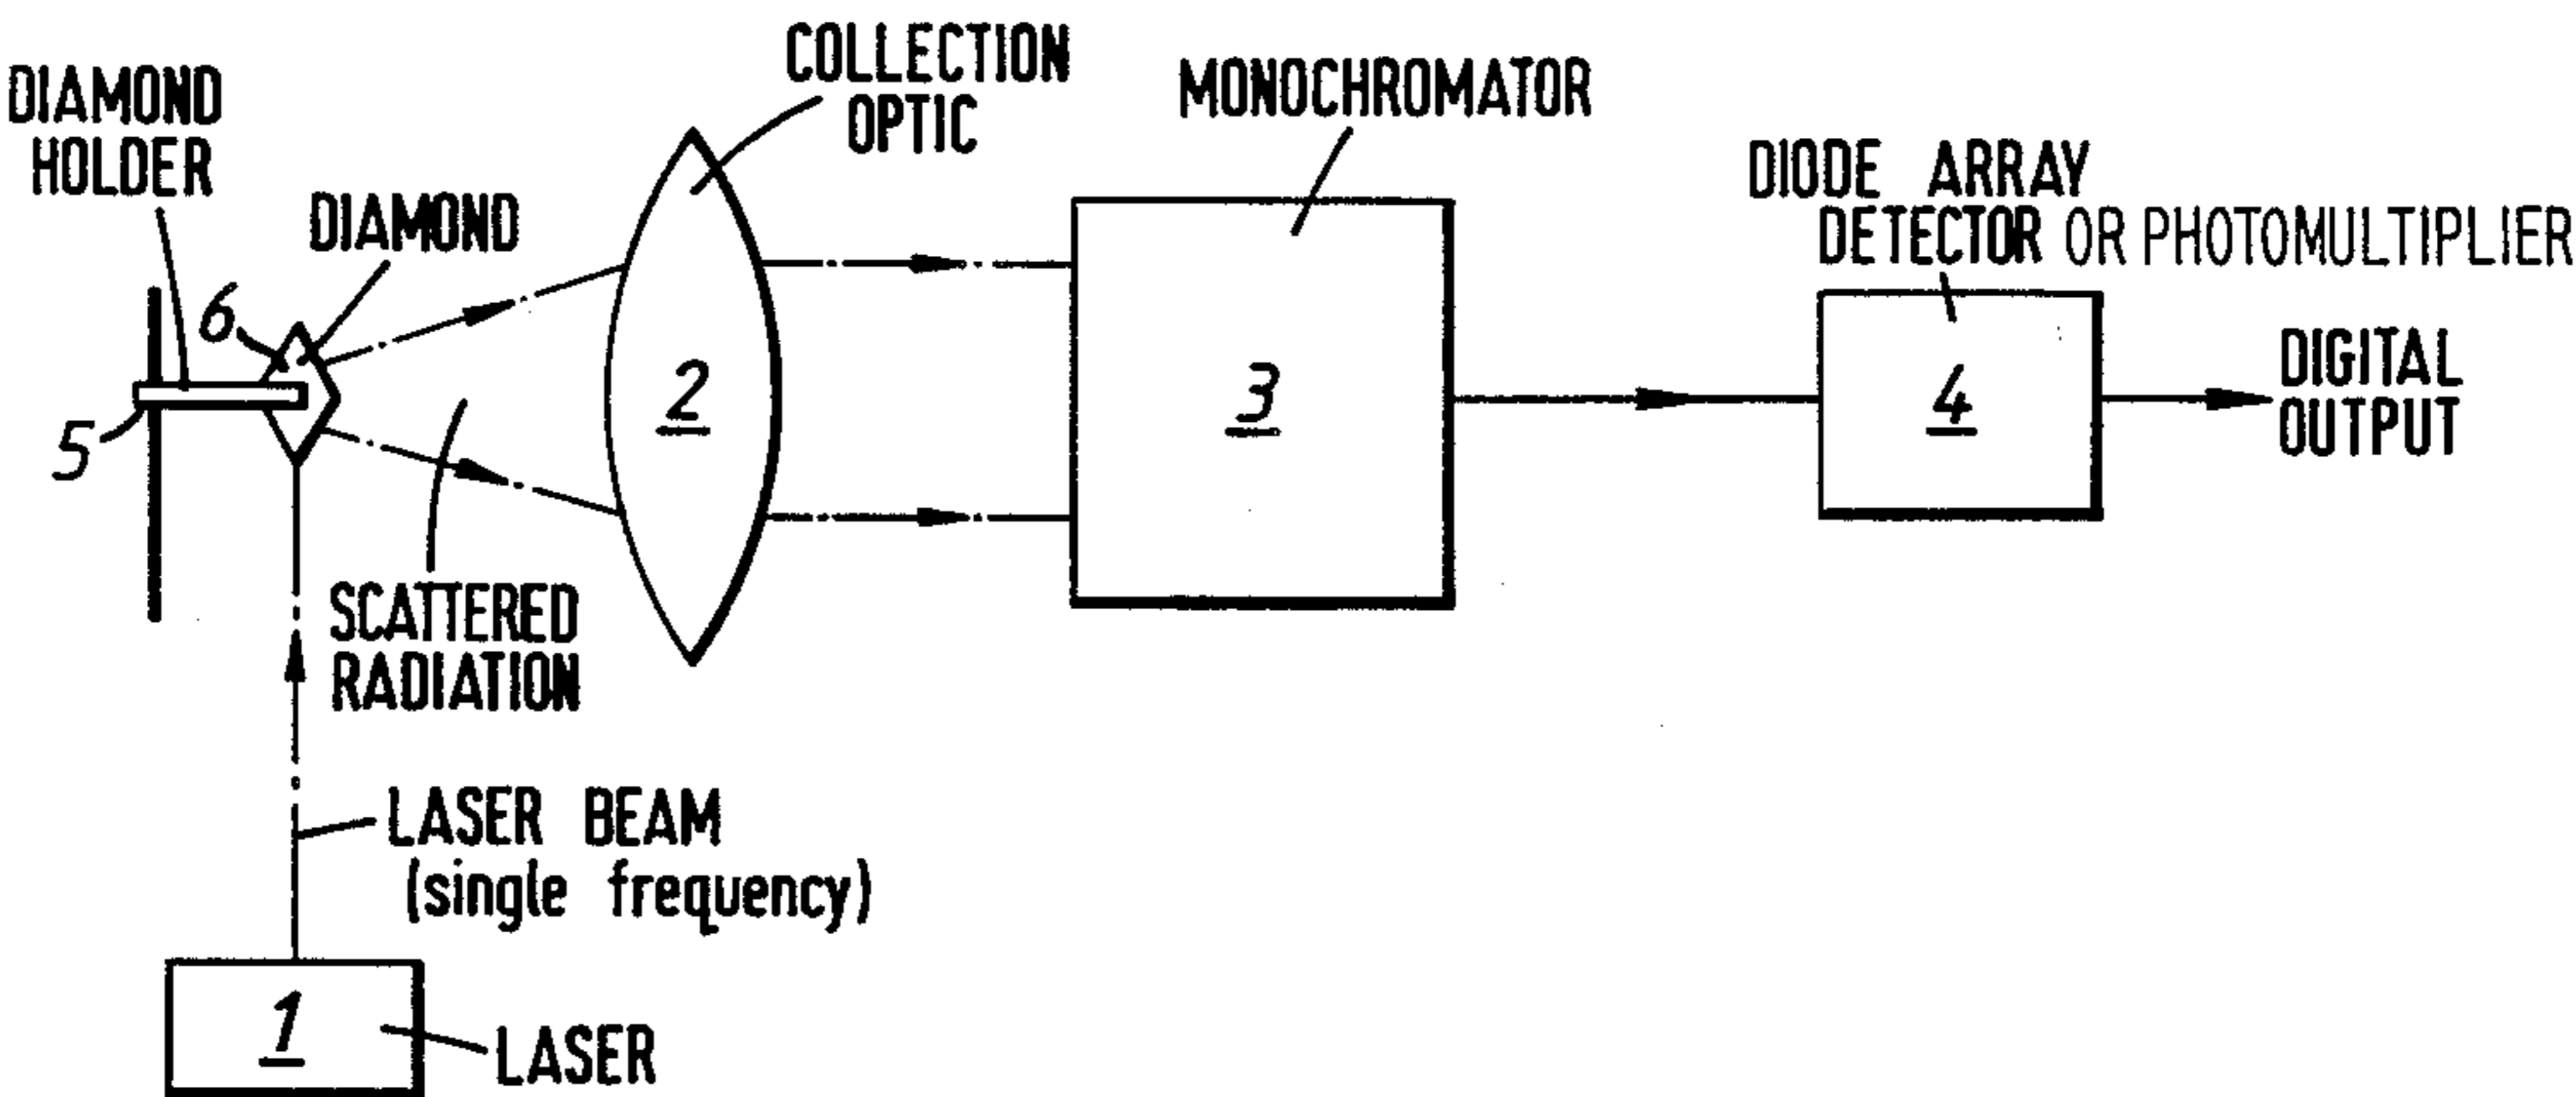 COLLECTION
OPTIC
DIAMOND
HOLDER
MONOCHROMATOR
DIAMOND
DIODE ARRAY
DETECTOR OR PHOTOMULTIPLIER
6
5
2
3
4
DIGITAL
OUTPUT
SCATTERED
RADIATION
LASER BEAM
(single frequency)
1
LASER